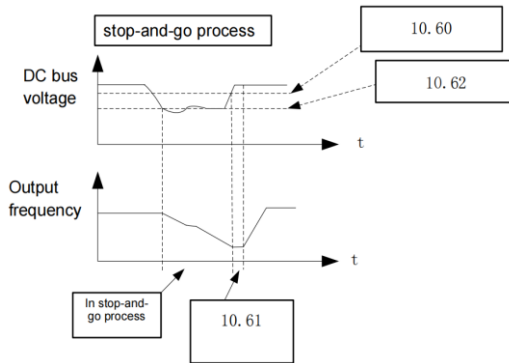 stop-and-go process
10.60
DC bus
voltage
10.62
t
Output
frequency
t
In stop-and-
go process
10.61